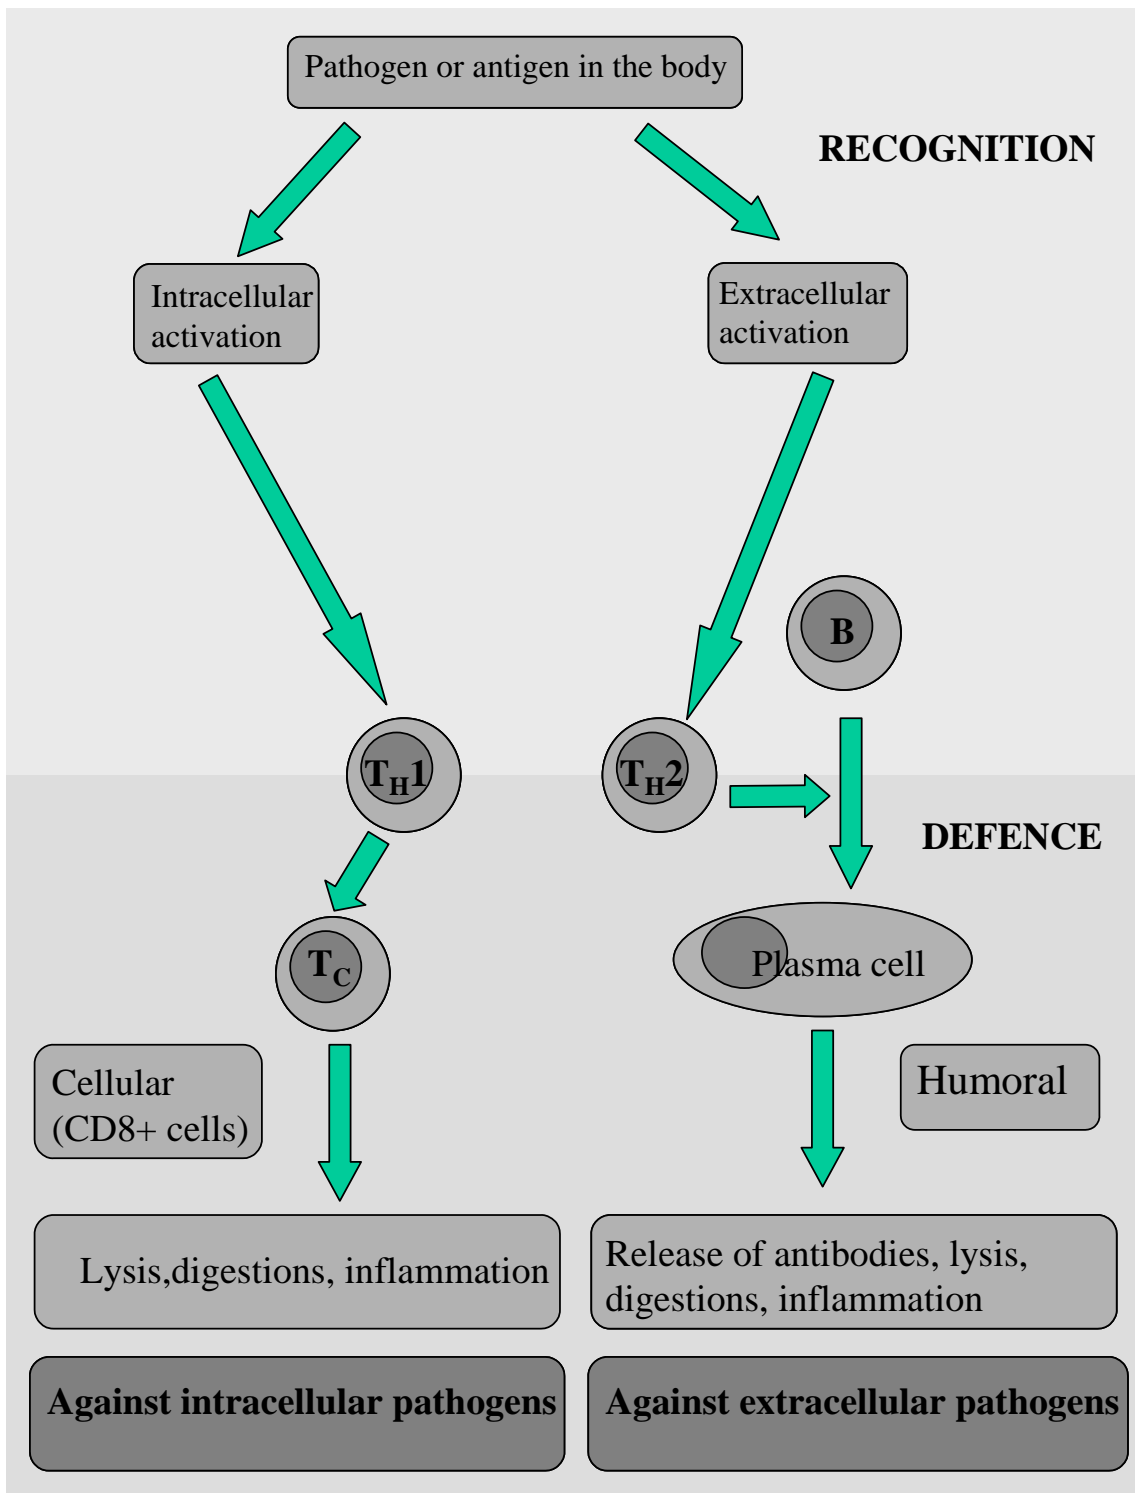 Pathogen or antigen in the body
RECOGNITION
Intracellular
activation
Extracellular
activation
B
TH1
TH2
DEFENCE
TC
Plasma cell
Cellular
(CD8+ cells)
Humoral
Lysis,digestions, inflammation
Release of antibodies, lysis,
digestions, inflammation
Against intracellular pathogens
Against extracellular pathogens